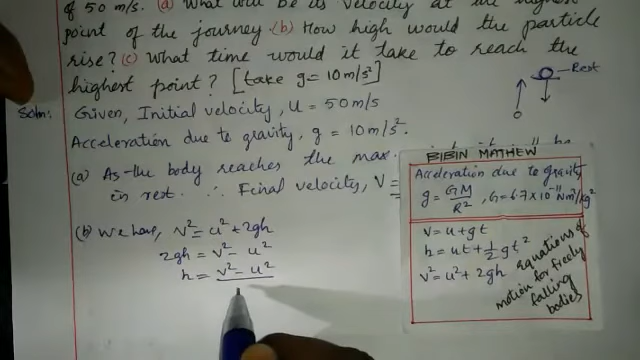 of 50 m/s. (a) What will be its velocity at the highest
point of the journey. (b) How high would the particle
rise? (c) What time would it take to reach the
highest point? [take g = 10 m/s²]
Rest
Soln: Given, Initial velocity, u = 50 m/s
Acceleration due to gravity, g = 10 m/s².
(a) As the body reaches the max.
in rest. ∴ Final velocity, V =
(b) We have, v² = u² + 2gh
2gh = v² - u²
h = v² - u²
BIBIN MATHEW
Acceleration due to gravity
g = GM/R², G = 6.7 × 10⁻¹¹ Nm²/kg²
v = u + gt
h = ut + ½ gt²
v² = u² + 2gh
Equations of
motion for freely
falling
bodies